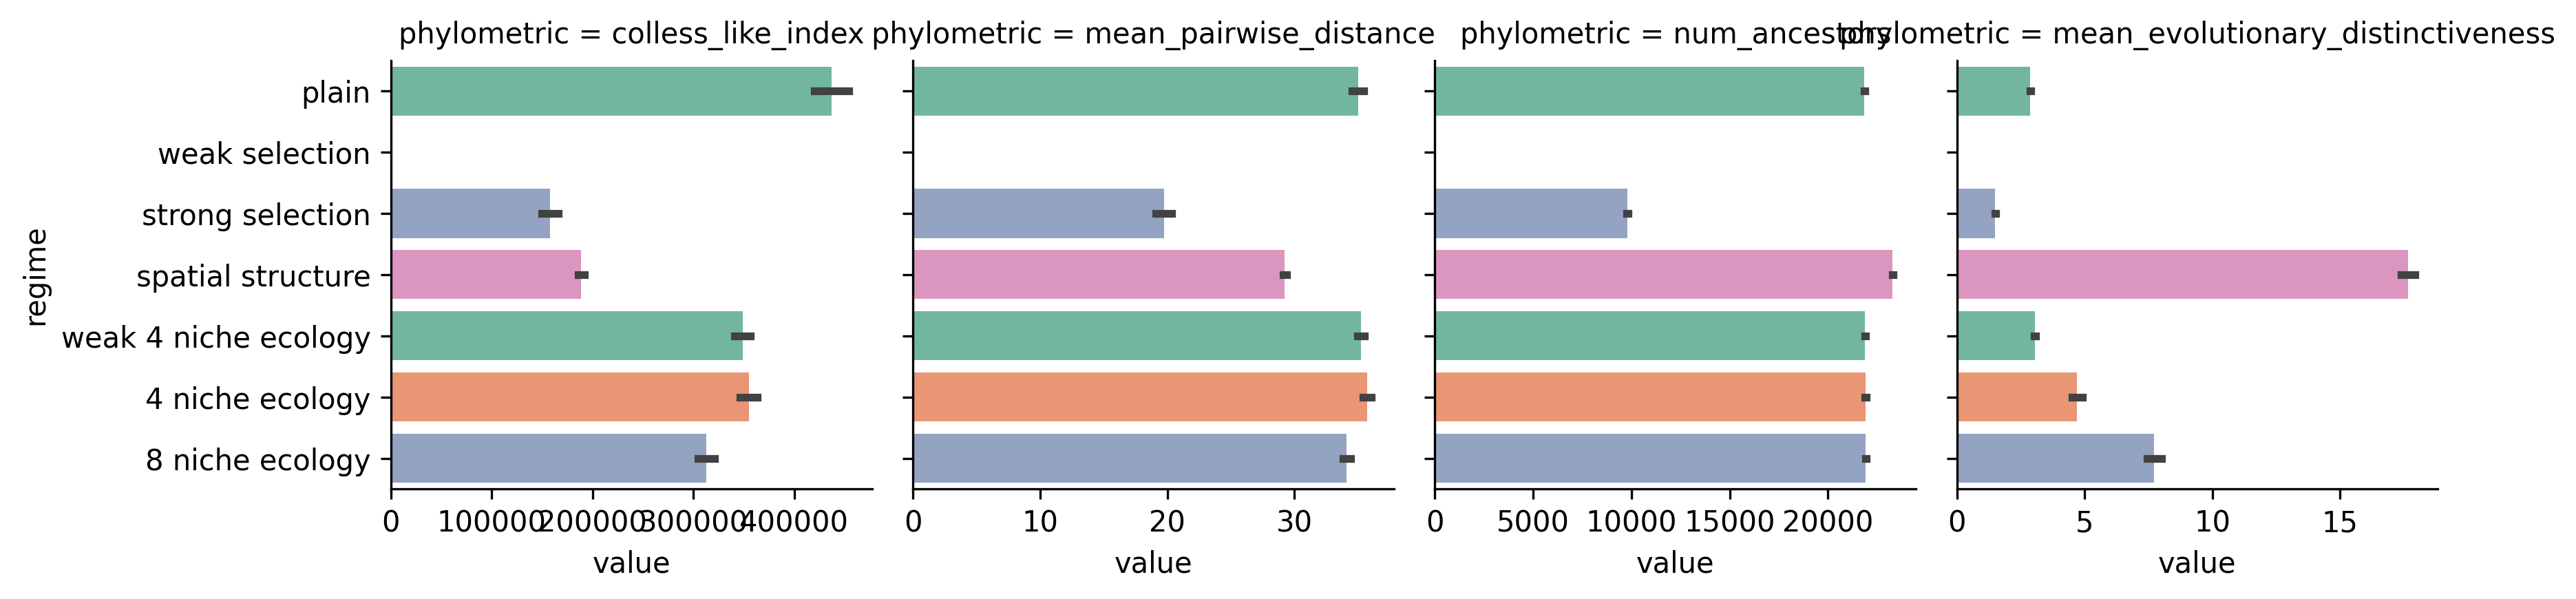 phylometric = colless_like_index
phylometric = mean_pairwise_distance
phylometric = num_ancestors
phylometric = mean_evolutionary_distinctiveness
regime
plain
weak selection
strong selection
spatial structure
weak 4 niche ecology
4 niche ecology
8 niche ecology
0 100000 200000 300000 400000
value
0 10 20 30
value
0 5000 10000 15000 20000
value
0 5 10 15
value